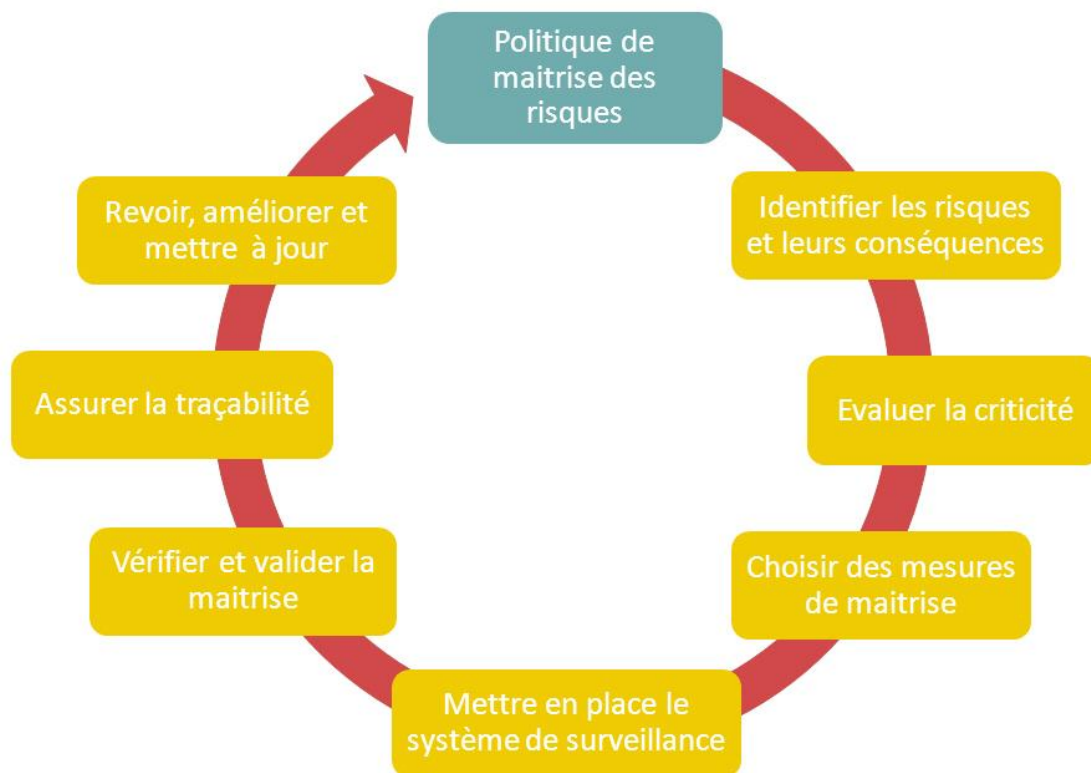 Politique de
maitrise des
risques
Identifier les risques
et leurs conséquences
Evaluer la criticité
Choisir des mesures
de maitrise
Mettre en place le
système de surveillance
Vérifier et valider la
maitrise
Assurer la traçabilité
Revoir, améliorer et
mettre à jour